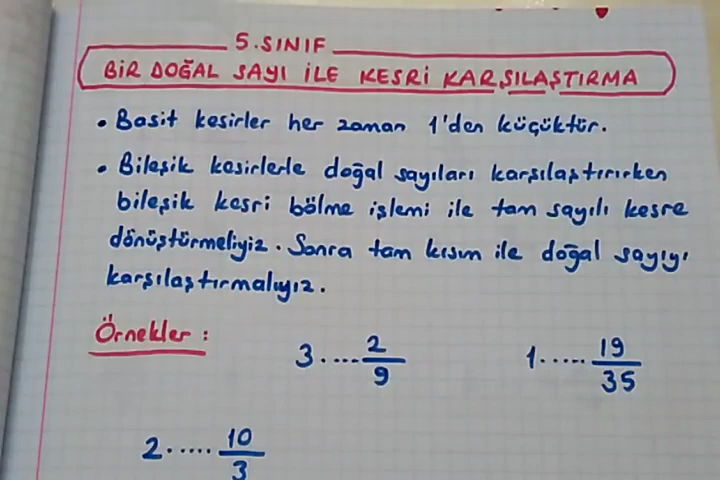 5.SINIF
BİR DOĞAL SAYI İLE KESRİ KARŞILAŞTIRMA
• Basit kesirler her zaman 1'den küçüktür.
• Bileşik kesirlerle doğal sayıları karşılaştırırken
bileşik kesri bölme işlemi ile tam sayılı kesre
dönüştürmeliyiz. Sonra tam kısım ile doğal sayıyı
karşılaştırmalıyız.
Örnekler :
3....2/9
1.....19/35
2.....10/3